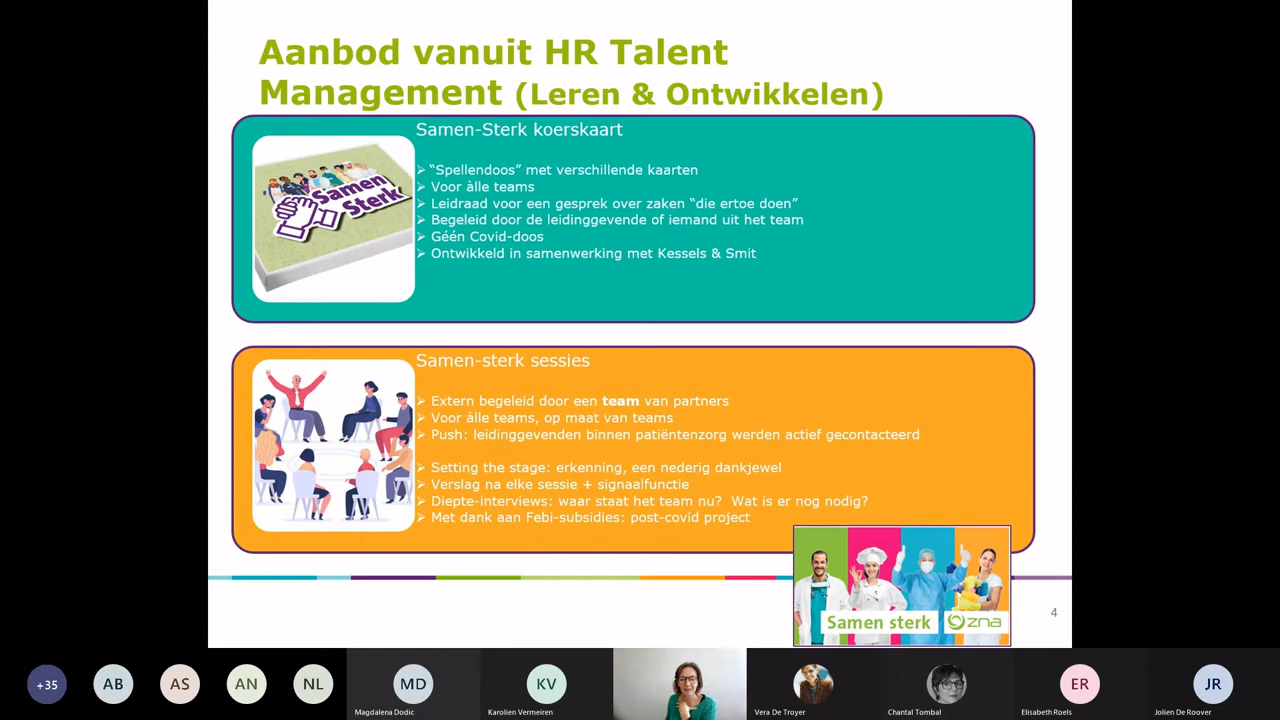 Aanbod vanuit HR Talent
Management (Leren & Ontwikkelen)
Samen-Sterk koerskaart
Samen
Sterk
➢ “Spellendoos” met verschillende kaarten
➢ Voor àlle teams
➢ Leidraad voor een gesprek over zaken “die ertoe doen”
➢ Begeleid door de leidinggevende of iemand uit het team
➢ Géén Covid-doos
➢ Ontwikkeld in samenwerking met Kessels & Smit
Samen-sterk sessies
➢ Extern begeleid door een team van partners
➢ Voor àlle teams, op maat van teams
➢ Push: leidinggevenden binnen patiëntenzorg werden actief gecontacteerd
➢ Setting the stage: erkenning, een nederig dankjewel
➢ Verslag na elke sessie + signaalfunctie
➢ Diepte-interviews: waar staat het team nu? Wat is er nog nodig?
➢ Met dank aan Febi-subsidies: post-covid project
Samen sterk zna
4
+35 AB AS AN NL MD KV ER JR
Magdalena Dodic Karolien Vermeiren Vera De Troyer Chantal Tombal Elisabeth Roels Jolien De Roover